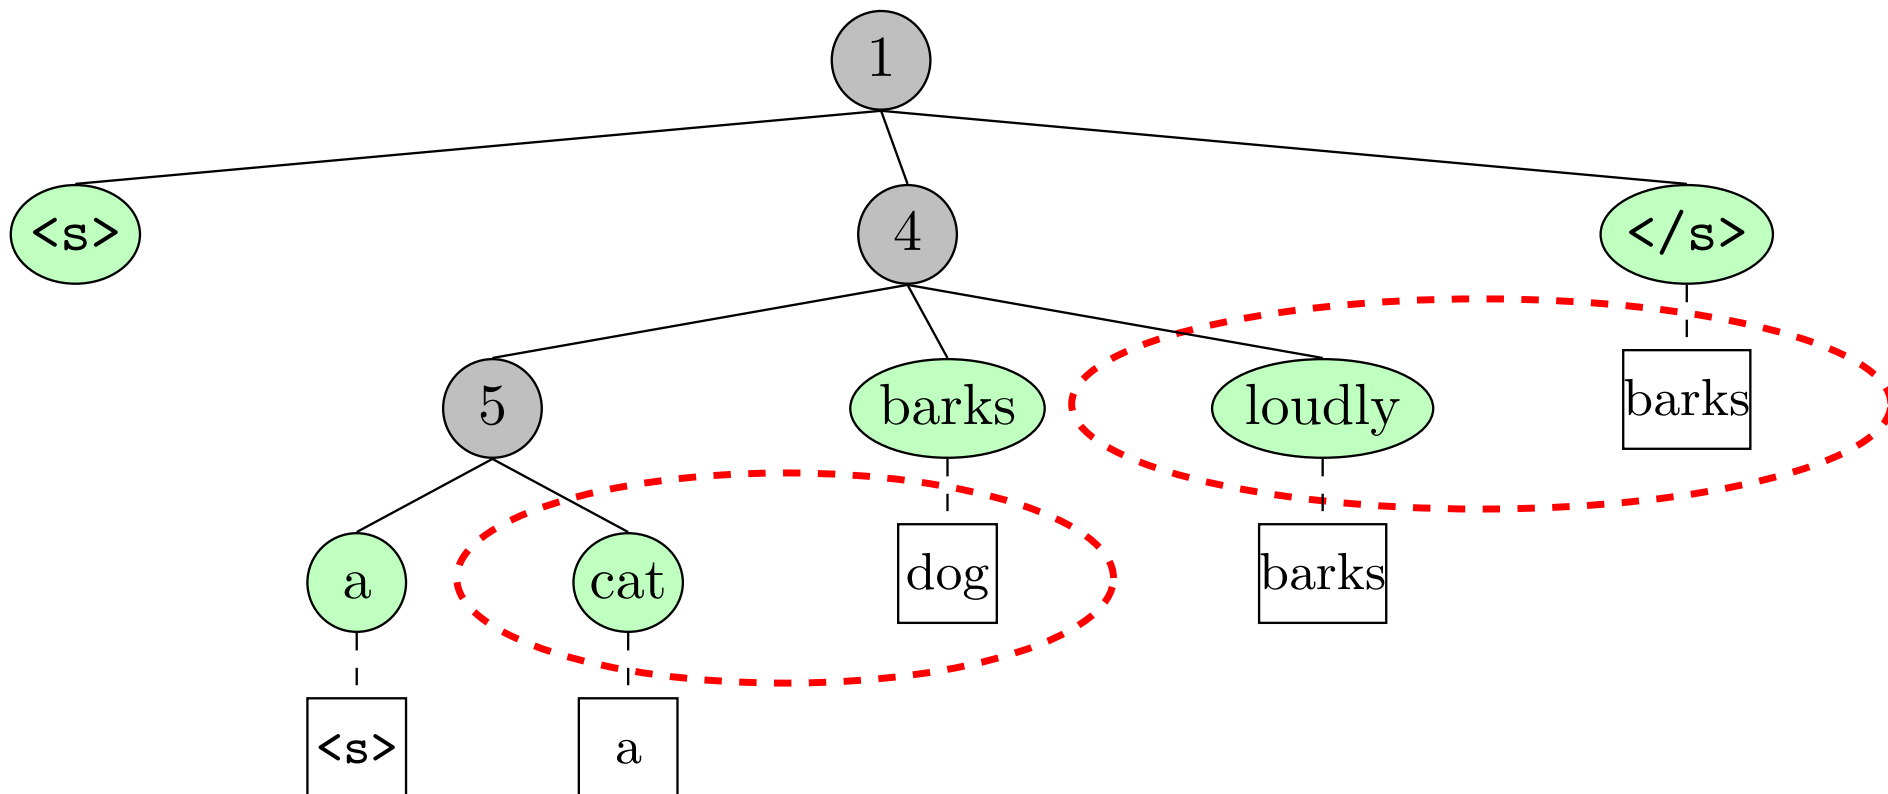 1
<s> 4 </s>
5 barks loudly barks
a cat dog barks
<s> a